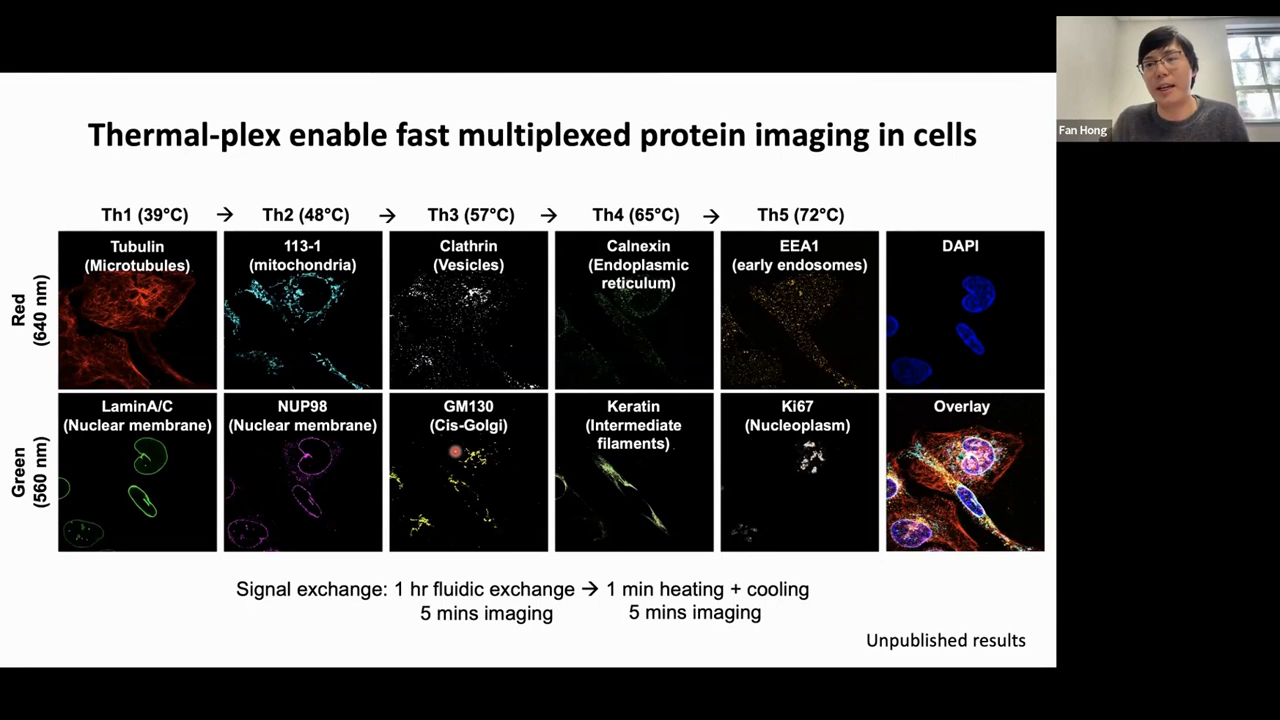 Fan Hong
Thermal-plex enable fast multiplexed protein imaging in cells
Th1 (39°C) → Th2 (48°C) → Th3 (57°C) → Th4 (65°C) → Th5 (72°C)
Red
(640 nm)
Tubulin
(Microtubules)
113-1
(mitochondria)
Clathrin
(Vesicles)
Calnexin
(Endoplasmic
reticulum)
EEA1
(early endosomes)
DAPI
Green
(560 nm)
LaminA/C
(Nuclear membrane)
NUP98
(Nuclear membrane)
GM130
(Cis-Golgi)
Keratin
(Intermediate
filaments)
Ki67
(Nucleoplasm)
Overlay
Signal exchange: 1 hr fluidic exchange → 1 min heating + cooling
5 mins imaging 5 mins imaging
Unpublished results